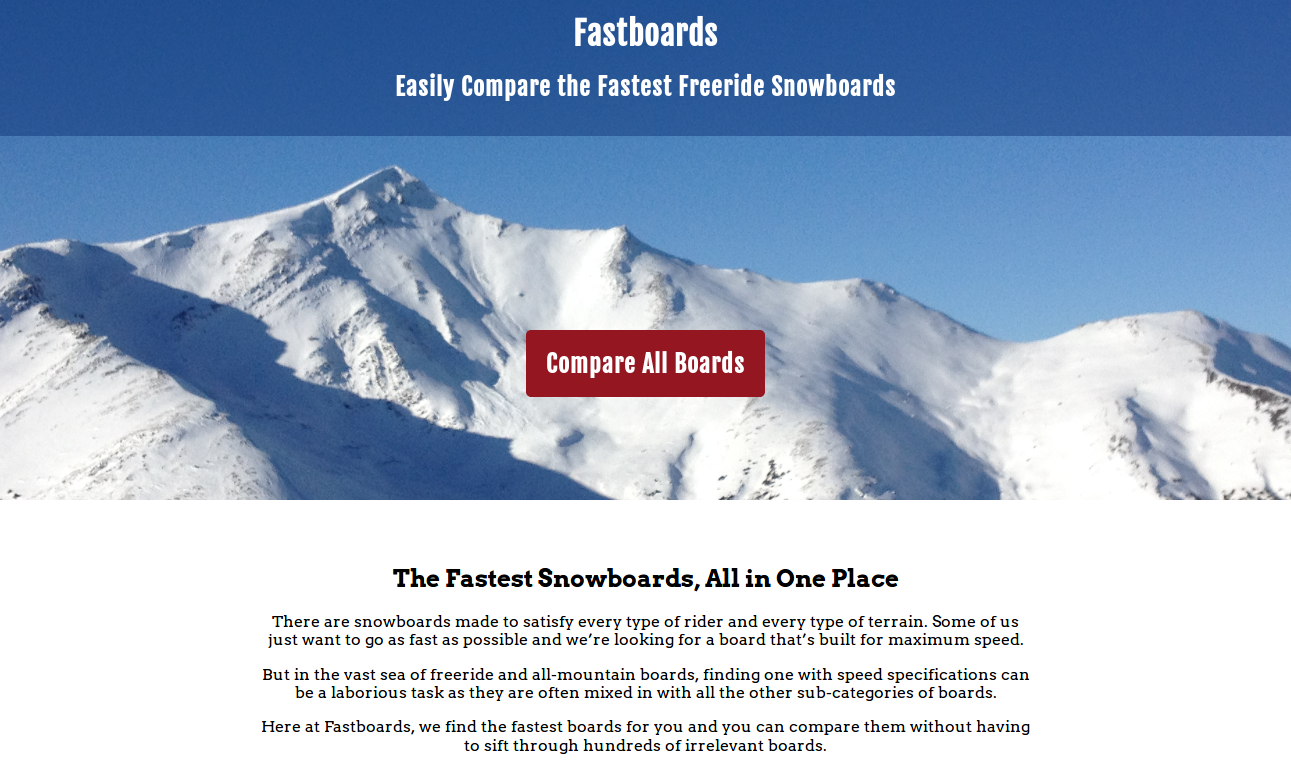 Fastboards
Easily Compare the Fastest Freeride Snowboards
Compare All Boards
The Fastest Snowboards, All in One Place
There are snowboards made to satisfy every type of rider and every type of terrain. Some of us
just want to go as fast as possible and we’re looking for a board that’s built for maximum speed.
But in the vast sea of freeride and all-mountain boards, finding one with speed specifications can
be a laborious task as they are often mixed in with all the other sub-categories of boards.
Here at Fastboards, we find the fastest boards for you and you can compare them without having
to sift through hundreds of irrelevant boards.